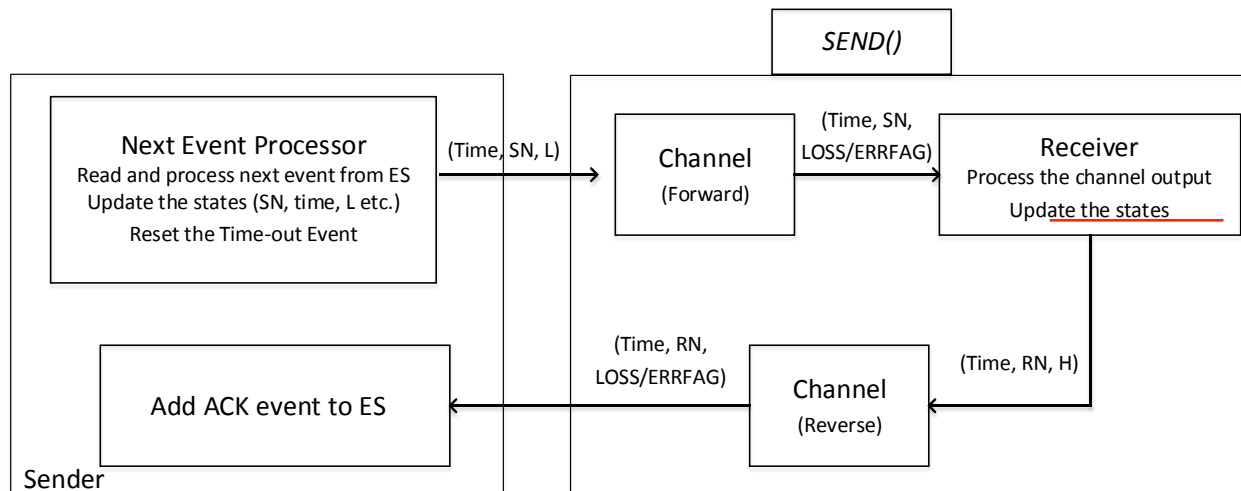 SEND()
Next Event Processor
Read and process next event from ES
Update the states (SN, time, L etc.)
Reset the Time-out Event
(Time, SN, L)
Channel
(Forward)
(Time, SN,
LOSS/ERRFAG)
Receiver
Process the channel output
Update the states
(Time, RN, H)
Channel
(Reverse)
(Time, RN,
LOSS/ERRFAG)
Add ACK event to ES
Sender